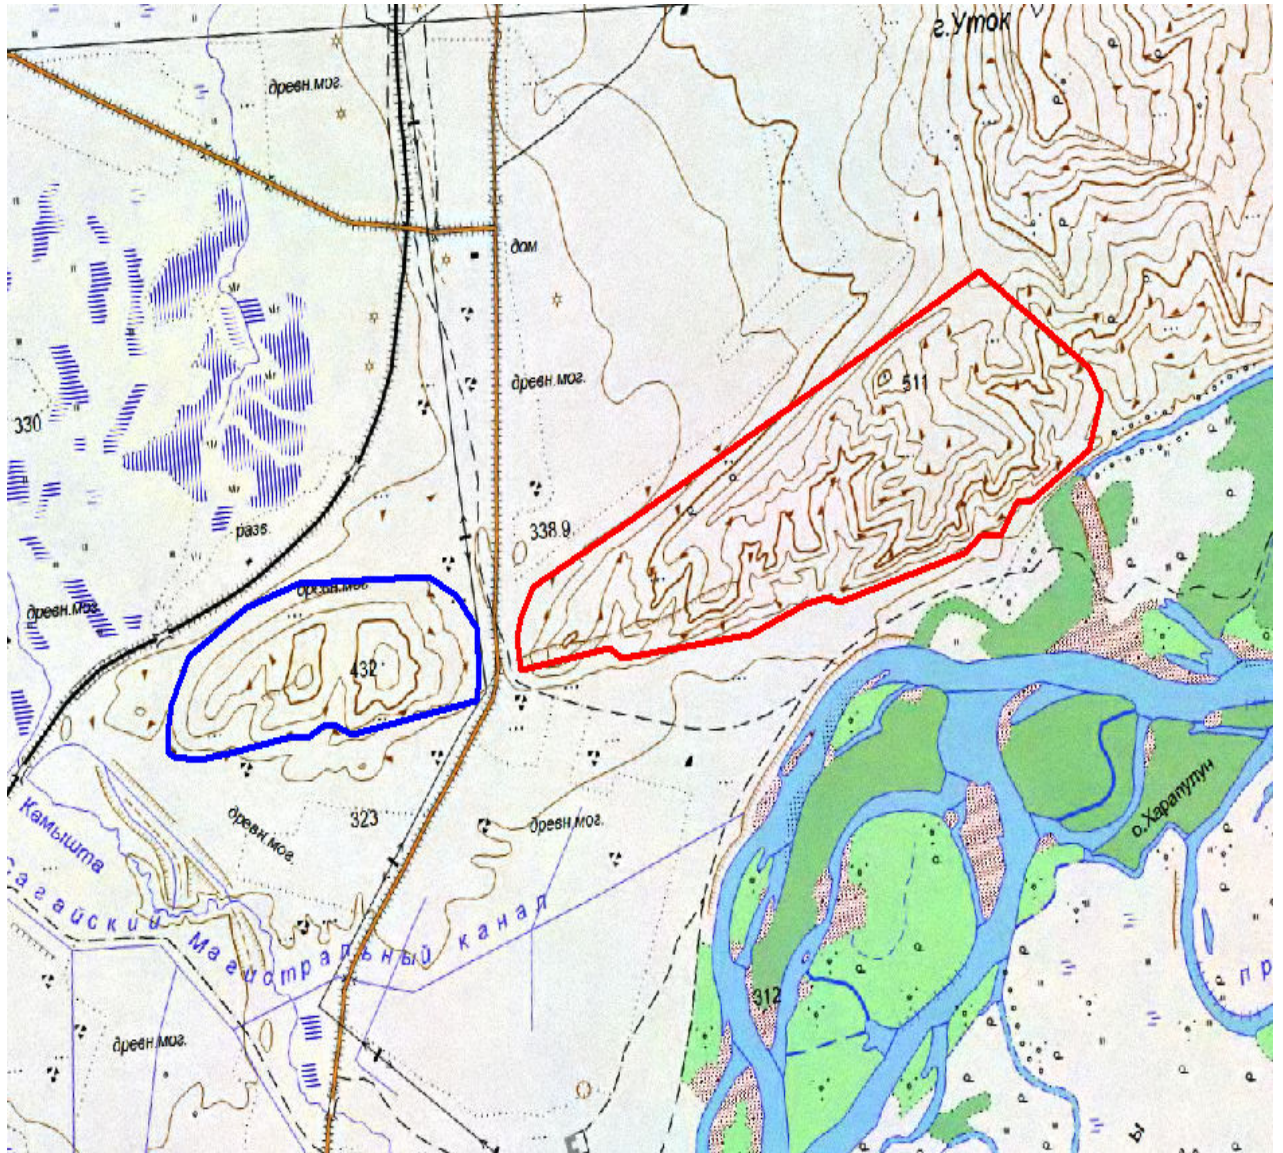 г. Уток
древн.мог.
дом
древн.мог.
511
330
338.9
разв.
древн.мог.
432
древн.мог.
323
древн.мог.
Камышта
о.Харапулун
Сагайский Магистральный канал
312
пр
древн.мог.
ы